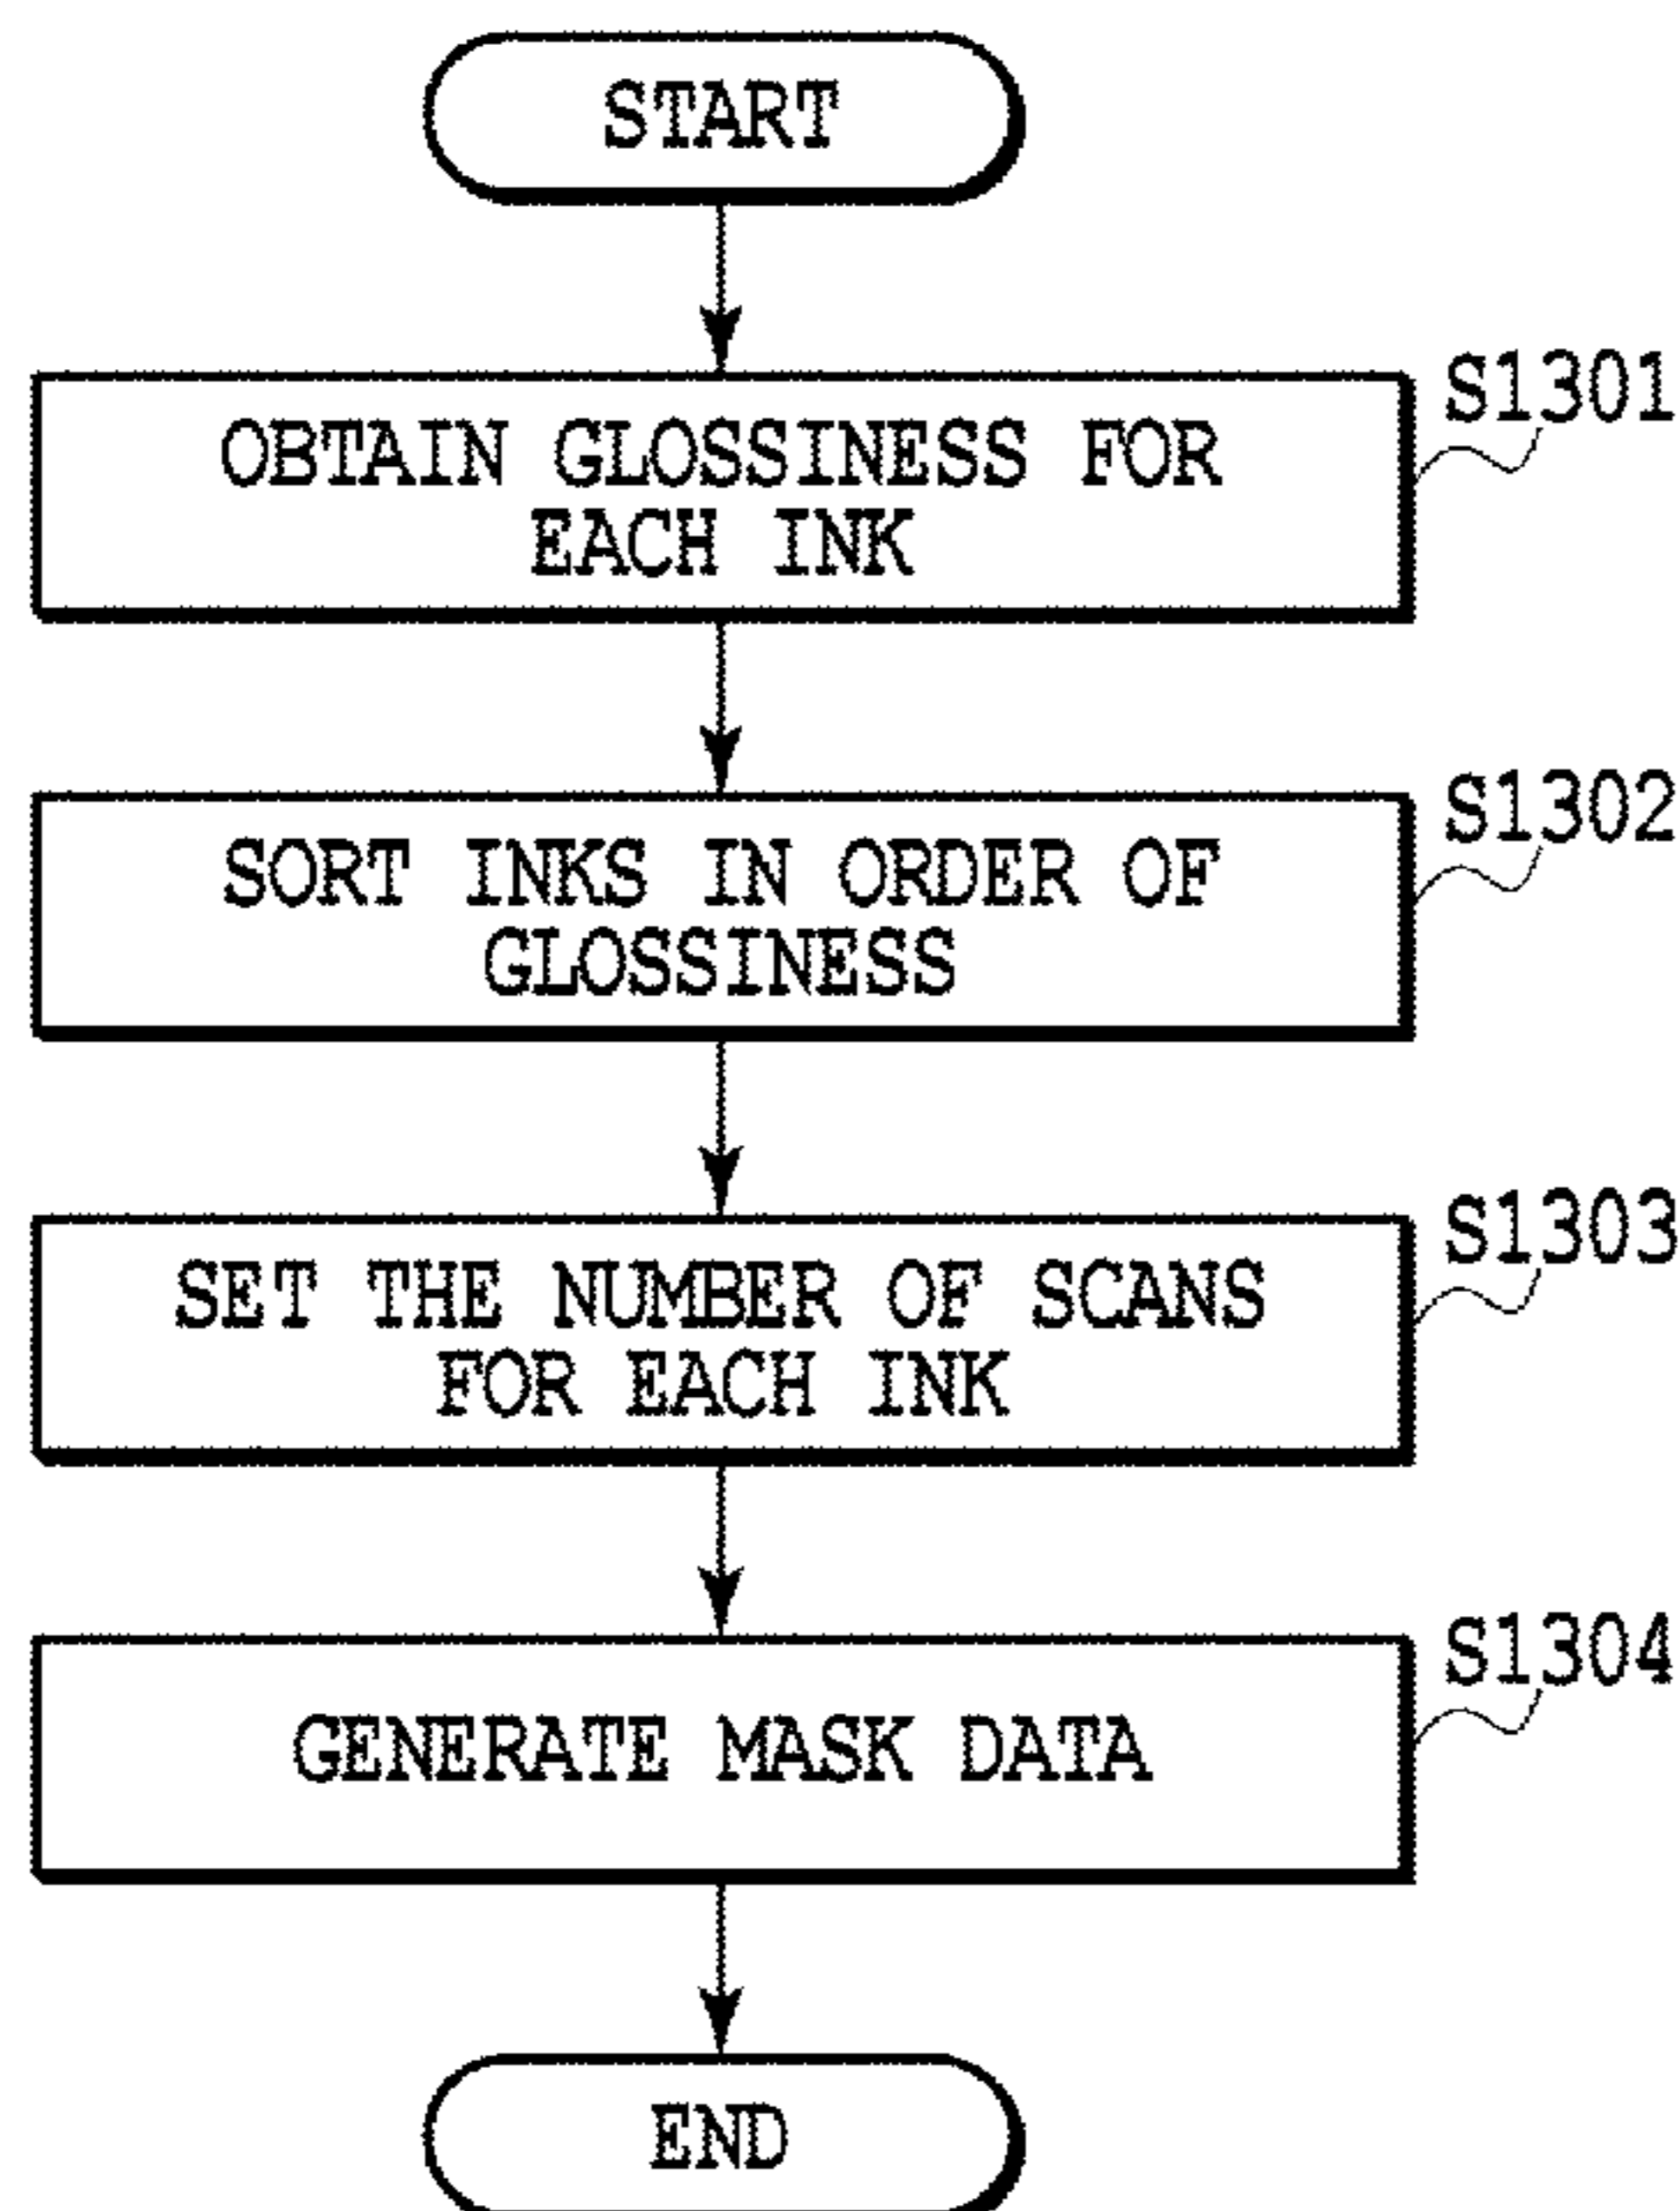 START
S1301
OBTAIN GLOSSINESS FOR
EACH INK
S1302
SORT INKS IN ORDER OF
GLOSSINESS
S1303
SET THE NUMBER OF SCANS
FOR EACH INK
S1304
GENERATE MASK DATA
END